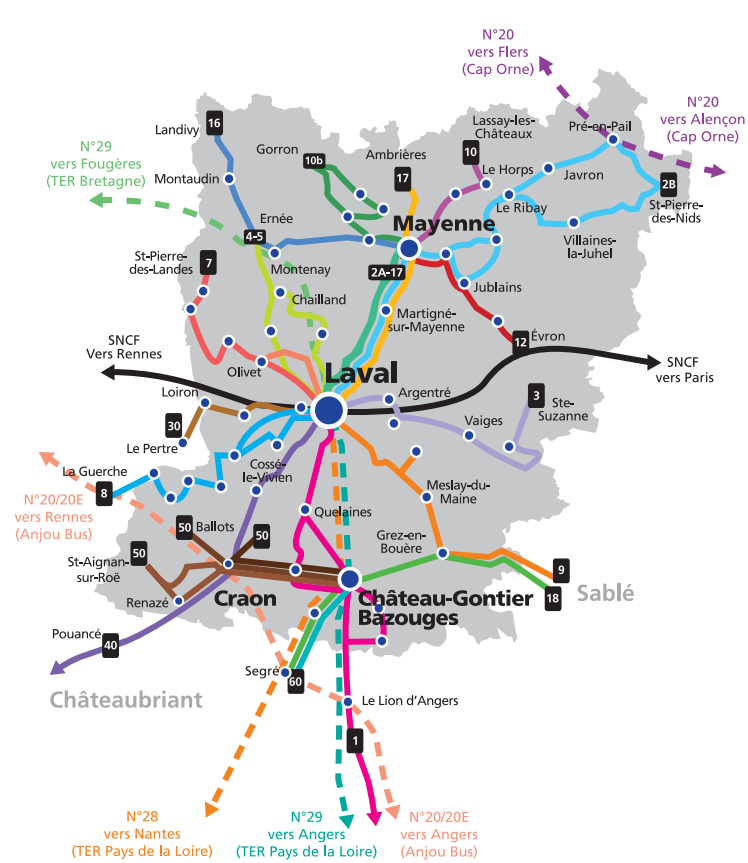 N°20
vers Flers
(Cap Orne)
N°20
vers Alençon
(Cap Orne)
Lassay-les-
Châteaux
Pré-en-Pail
16
Landivy
N°29
vers Fougères
(TER Bretagne)
Gorron
10b
Ambrières
17
10
Le Horps
Javron
2B
St-Pierre-
des-Nids
Montaudin
Le Ribay
Ernée
4-5
Mayenne
Villaines-
la-Juhel
St-Pierre-
des-Landes
7
Montenay
2A-17
Jublains
Chailland
Martigné-
sur-Mayenne
12
Évron
SNCF
Vers Rennes
SNCF
vers Paris
Olivet
Laval
Loiron
Argentré
3
Ste-
Suzanne
30
Le Pertre
Vaiges
La Guerche
8
Cossé-
le-Vivien
Meslay-du-
Maine
N°20/20E
vers Rennes
(Anjou Bus)
Quelaines
50
Ballots
50
50
St-Aignan-
sur-Roë
Grez-en-
Bouère
9
18
Sablé
Renazé
Craon
Château-Gontier
Bazouges
Pouancé
40
Segré
60
Châteaubriant
Le Lion d'Angers
1
N°28
vers Nantes
(TER Pays de la Loire)
N°29
vers Angers
(TER Pays de la Loire)
N°20/20E
vers Angers
(Anjou Bus)